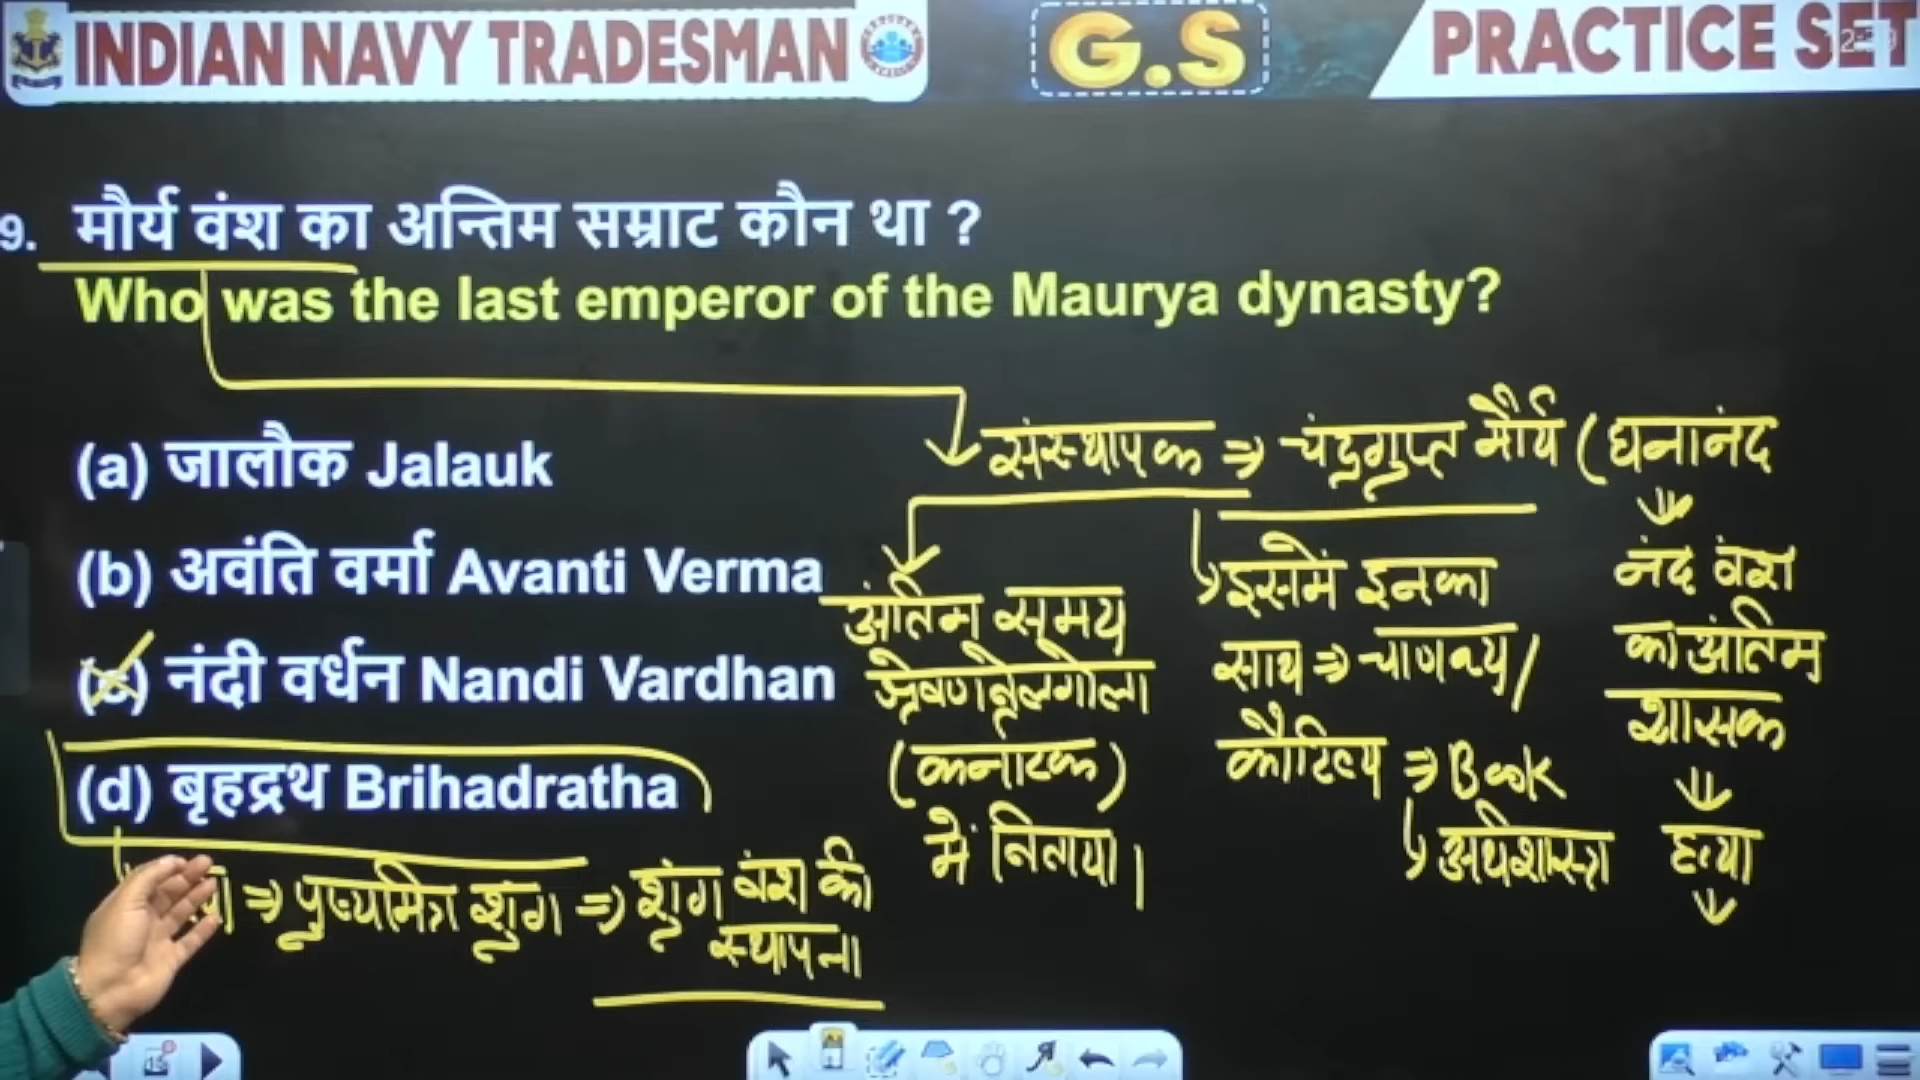 INDIAN NAVY TRADESMAN
G.S
PRACTICE SET
9. मौर्य वंश का अन्तिम सम्राट कौन था ?
Who was the last emperor of the Maurya dynasty?
(a) जालौक Jalauk
(b) अवंति वर्मा Avanti Verma
(c) नंदी वर्धन Nandi Vardhan
(d) बृहद्रथ Brihadratha
⇒ पुष्यमित्र शुंग ⇒ शुंग वंश की
स्थापना
संस्थापक ⇒ चंद्रगुप्त मौर्य (घनानंद
अंतिम समय
श्रवणबेलगोला
(कर्नाटक)
में बिताया।
इसमें इनका
साथ ⇒ चाणक्य/
कौटिल्य ⇒ Book
अर्थशास्त्र
नंद वंश
का अंतिम
शासक
हत्या